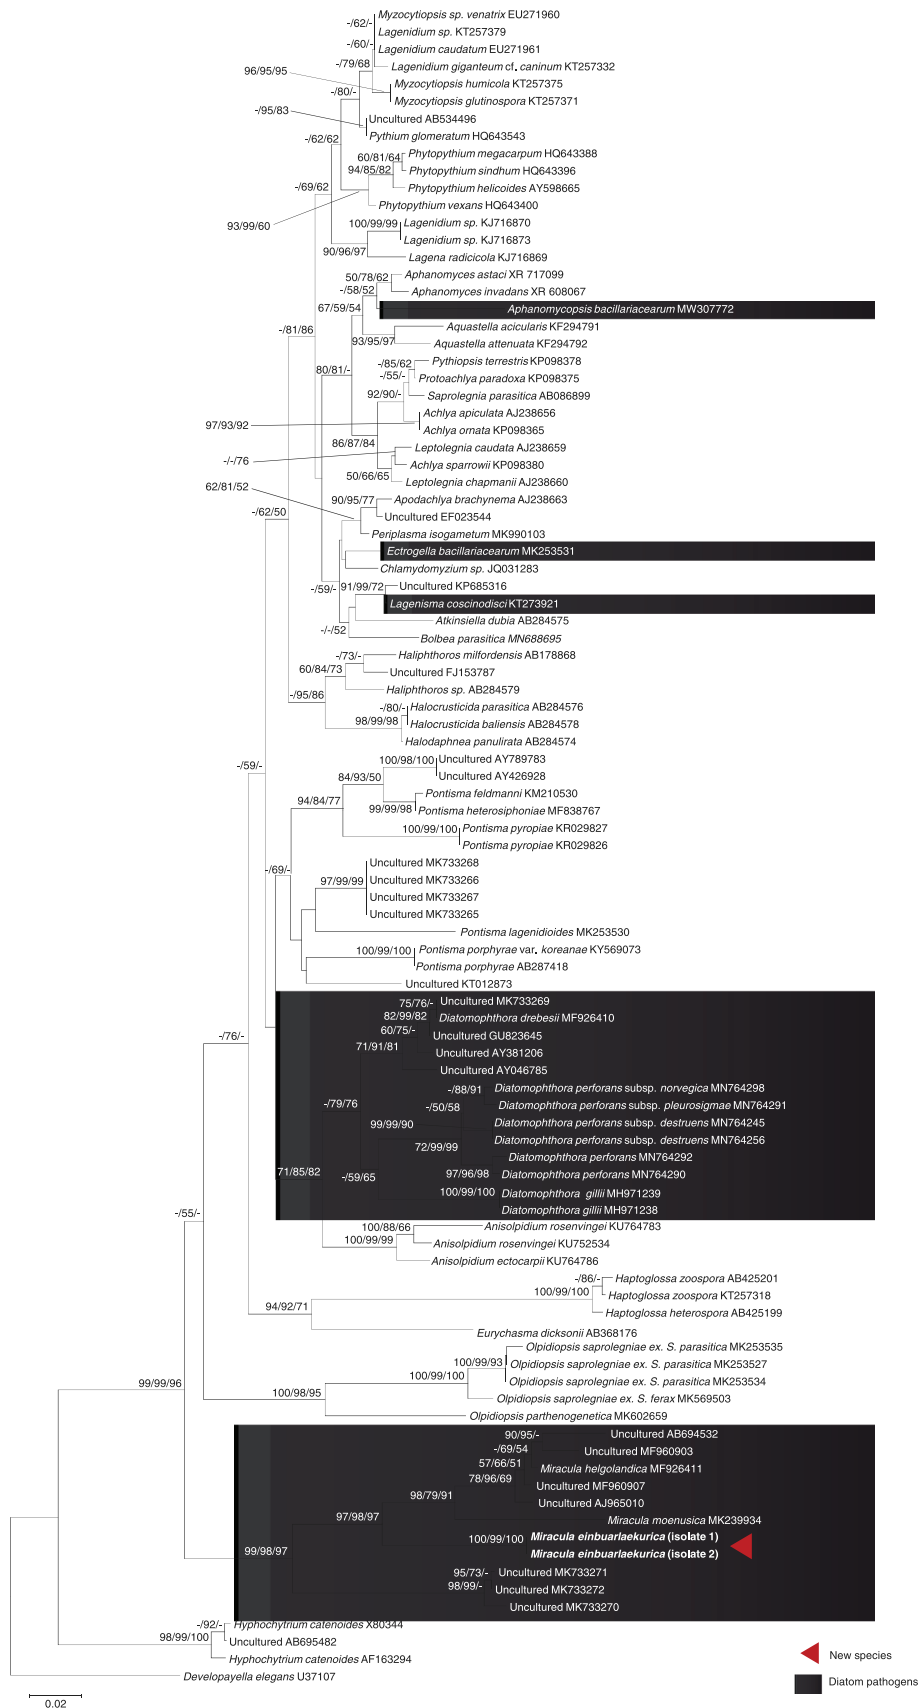 Myzocytiopsis sp. venatrix EU271960
-/62/-
Lagenidium sp. KT257379
-/60/-
Lagenidium caudatum EU271961
-/79/68
Lagenidium giganteum cf. caninum KT257332
96/95/95
Myzocytiopsis humicola KT257375
-/80/-
Myzocytiopsis glutinospora KT257371
-/95/83
Uncultured AB534496
Pythium glomeratum HQ643543
-/62/62
Phytopythium megacarpum HQ643388
60/81/64
Phytopythium sindhum HQ643396
94/85/82
-/69/62
Phytopythium helicoides AY598665
Phytopythium vexans HQ643400
93/99/60
100/99/99
Lagenidium sp. KJ716870
Lagenidium sp. KJ716873
90/96/97
Lagena radicicola KJ716869
50/78/62
Aphanomyces astaci XR 717099
-/58/52
Aphanomyces invadans XR 608067
67/59/54
Aphanomycopsis bacillariacearum MW307772
-/81/86
Aquastella acicularis KF294791
93/95/97
Aquastella attenuata KF294792
-/85/62
Pythiopsis terrestris KP098378
80/81/-
-/55/-
Protoachlya paradoxa KP098375
92/90/-
Saprolegnia parasitica AB086899
Achlya apiculata AJ238656
97/93/92
Achlya ornata KP098365
86/87/84
Leptolegnia caudata AJ238659
-/-/76
Achlya sparrowii KP098380
50/66/65
Leptolegnia chapmanii AJ238660
62/81/52
90/95/77
Apodachlya brachynema AJ238663
-/62/50
Uncultured EF023544
Periplasma isogametum MK990103
Ectrogella bacillariacearum MK253531
Chlamydomyzium sp. JQ031283
-/59/-
91/99/72
Uncultured KP685316
Lagenisma coscinodisci KT273921
-/-/52
Atkinsiella dubia AB284575
Bolbea parasitica MN688695
-/73/-
Haliphthoros milfordensis AB178868
60/84/73
Uncultured FJ153787
-/95/86
Haliphthoros sp. AB284579
-/80/-
Halocrusticida parasitica AB284576
98/99/98
Halocrusticida baliensis AB284578
Halodaphnea panulirata AB284574
-/59/-
100/98/100
Uncultured AY789783
84/93/50
Uncultured AY426928
94/84/77
Pontisma feldmanni KM210530
99/99/98
Pontisma heterosiphoniae MF838767
100/99/100
Pontisma pyropiae KR029827
Pontisma pyropiae KR029826
-/69/-
Uncultured MK733268
97/99/99
Uncultured MK733266
Uncultured MK733267
Uncultured MK733265
Pontisma lagenidioides MK253530
100/99/100
Pontisma porphyrae var. koreanae KY569073
Pontisma porphyrae AB287418
Uncultured KT012873
75/76/-
Uncultured MK733269
82/99/82
Diatomophthora drebesii MF926410
-/76/-
60/75/-
Uncultured GU823645
71/91/81
Uncultured AY381206
Uncultured AY046785
-/88/91
Diatomophthora perforans subsp. norvegica MN764298
-/79/76
-/50/58
Diatomophthora perforans subsp. pleurosigmae MN764291
99/99/90
Diatomophthora perforans subsp. destruens MN764245
72/99/99
Diatomophthora perforans subsp. destruens MN764256
Diatomophthora perforans MN764292
71/85/82
-/59/65
97/96/98
Diatomophthora perforans MN764290
100/99/100
Diatomophthora gillii MH971239
Diatomophthora gillii MH971238
-/55/-
100/88/66
Anisolpidium rosenvingei KU764783
100/99/99
Anisolpidium rosenvingei KU752534
Anisolpidium ectocarpii KU764786
-/86/-
Haptoglossa zoospora AB425201
100/99/100
Haptoglossa zoospora KT257318
94/92/71
Haptoglossa heterospora AB425199
Eurychasma dicksonii AB368176
Olpidiopsis saprolegniae ex. S. parasitica MK253535
100/99/93
Olpidiopsis saprolegniae ex. S. parasitica MK253527
99/99/96
100/99/100
Olpidiopsis saprolegniae ex. S. parasitica MK253534
100/98/95
Olpidiopsis saprolegniae ex. S. ferax MK569503
Olpidiopsis parthenogenetica MK602659
90/95/-
Uncultured AB694532
-/69/54
Uncultured MF960903
57/66/51
Miracula helgolandica MF926411
78/96/69
Uncultured MF960907
98/79/91
Uncultured AJ965010
97/98/97
Miracula moenusica MK239934
100/99/100
Miracula einbuarlaekurica (isolate 1)
99/98/97
Miracula einbuarlaekurica (isolate 2)
95/73/-
Uncultured MK733271
98/99/-
Uncultured MK733272
Uncultured MK733270
-/92/-
Hyphochytrium catenoides X80344
98/99/100
Uncultured AB695482
Hyphochytrium catenoides AF163294
New species
Developayella elegans U37107
Diatom pathogens
0.02